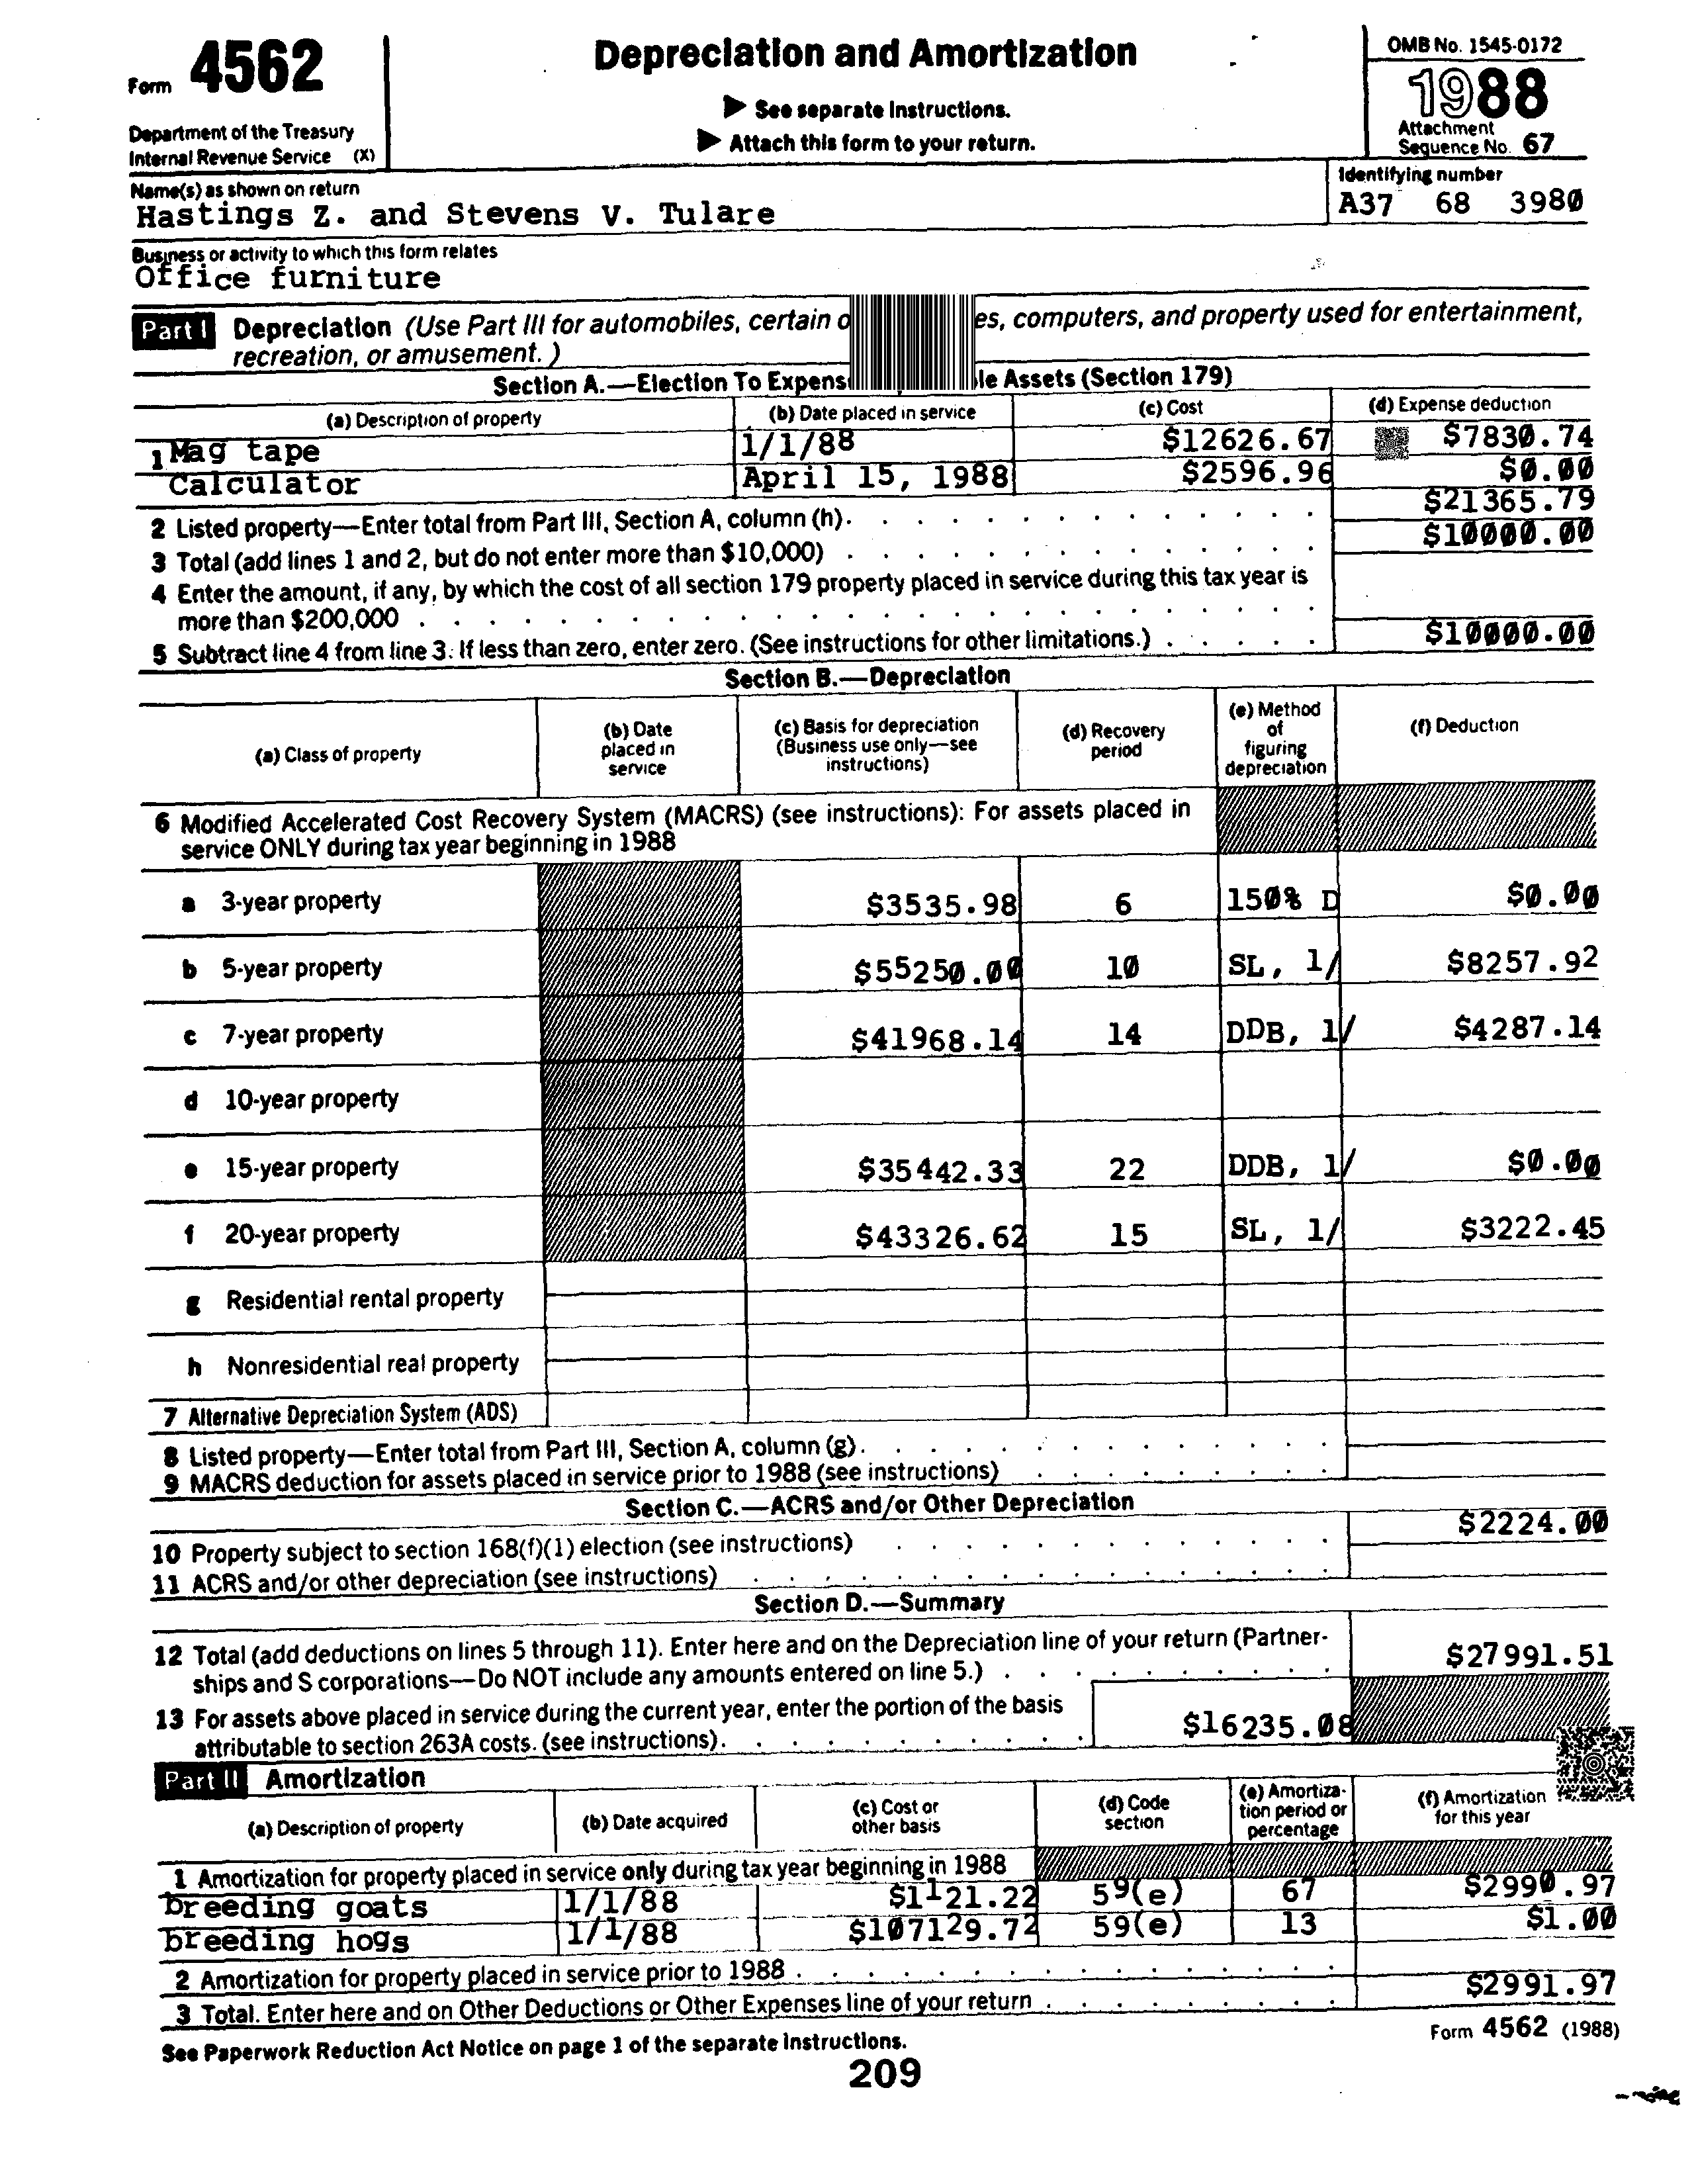 Form 4562
Department of the Treasury
Internal Revenue Service (X)
Depreciation and Amortization
▶ See separate Instructions.
▶ Attach this form to your return.
OMB No. 1545-0172
1988
Attachment
Sequence No. 67
Name(s) as shown on return
Hastings Z. and Stevens V. Tulare
Identifying number
A37 68 3980
Business or activity to which this form relates
Office furniture
Part I Depreciation (Use Part III for automobiles, certain o es, computers, and property used for entertainment,
recreation, or amusement.)
Section A.—Election To Expens le Assets (Section 179)
(a) Description of property (b) Date placed in service (c) Cost (d) Expense deduction
1 Mag tape 1/1/88 $12626.67 $7830.74
Calculator April 15, 1988 $2596.96 $0.00
2 Listed property—Enter total from Part III, Section A, column (h). $21365.79
3 Total (add lines 1 and 2, but do not enter more than $10,000) $10000.00
4 Enter the amount, if any, by which the cost of all section 179 property placed in service during this tax year is
more than $200,000
5 Subtract line 4 from line 3. If less than zero, enter zero. (See instructions for other limitations.) $10000.00
Section B.—Depreciation
(a) Class of property (b) Date placed in service (c) Basis for depreciation (Business use only—see instructions) (d) Recovery period (e) Method of figuring depreciation (f) Deduction
6 Modified Accelerated Cost Recovery System (MACRS) (see instructions): For assets placed in
service ONLY during tax year beginning in 1988
a 3-year property $3535.98 6 150% D $0.00
b 5-year property $55250.00 10 SL, 1/ $8257.92
c 7-year property $41968.14 14 DDB, 1/ $4287.14
d 10-year property
e 15-year property $35442.33 22 DDB, 1/ $0.00
f 20-year property $43326.62 15 SL, 1/ $3222.45
g Residential rental property
h Nonresidential real property
7 Alternative Depreciation System (ADS)
8 Listed property—Enter total from Part III, Section A, column (g).
9 MACRS deduction for assets placed in service prior to 1988 (see instructions)
Section C.—ACRS and/or Other Depreciation
10 Property subject to section 168(f)(1) election (see instructions) $2224.00
11 ACRS and/or other depreciation (see instructions)
Section D.—Summary
12 Total (add deductions on lines 5 through 11). Enter here and on the Depreciation line of your return (Partner-
ships and S corporations—Do NOT include any amounts entered on line 5.) $27991.51
13 For assets above placed in service during the current year, enter the portion of the basis
attributable to section 263A costs. (see instructions). $16235.08
Part II Amortization
(a) Description of property (b) Date acquired (c) Cost or other basis (d) Code section (e) Amortiza-tion period or percentage (f) Amortization for this year
1 Amortization for property placed in service only during tax year beginning in 1988
breeding goats 1/1/88 $1121.22 59(e) 67 $2990.97
breeding hogs 1/1/88 $107129.72 59(e) 13 $1.00
2 Amortization for property placed in service prior to 1988
3 Total. Enter here and on Other Deductions or Other Expenses line of your return $2991.97
See Paperwork Reduction Act Notice on page 1 of the separate Instructions.
Form 4562 (1988)
209